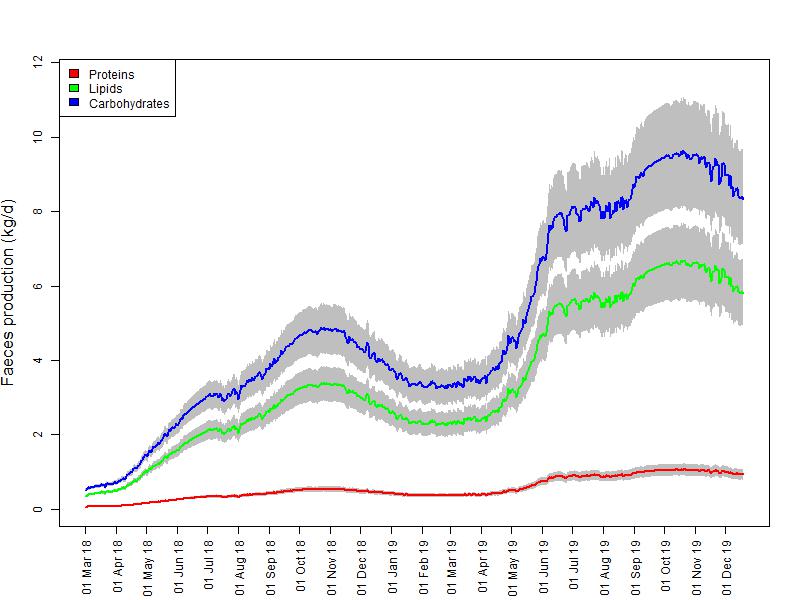 Faeces production (kg/d)
12
10
8
6
4
2
0
Proteins
Lipids
Carbohydrates
01 Mar 18
01 Apr 18
01 May 18
01 Jun 18
01 Jul 18
01 Aug 18
01 Sep 18
01 Oct 18
01 Nov 18
01 Dec 18
01 Jan 19
01 Feb 19
01 Mar 19
01 Apr 19
01 May 19
01 Jun 19
01 Jul 19
01 Aug 19
01 Sep 19
01 Oct 19
01 Nov 19
01 Dec 19